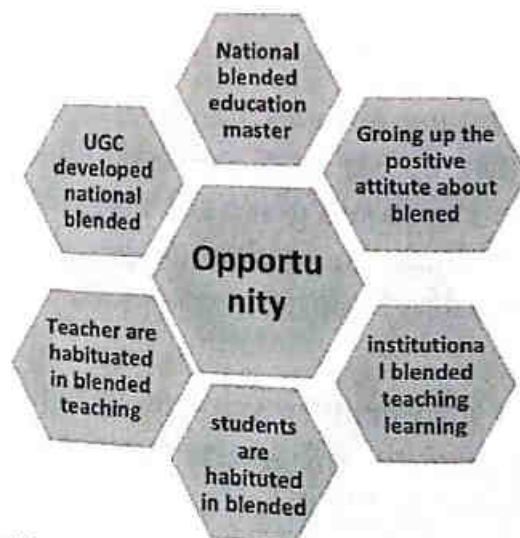 National
blended
education
master
Groing up the
positive
attitute about
blened
institutiona
l blended
teaching
learning
students
are
habituted
in blended
Teacher are
habituated
in blended
teaching
UGC
developed
national
blended
Opportu
nity